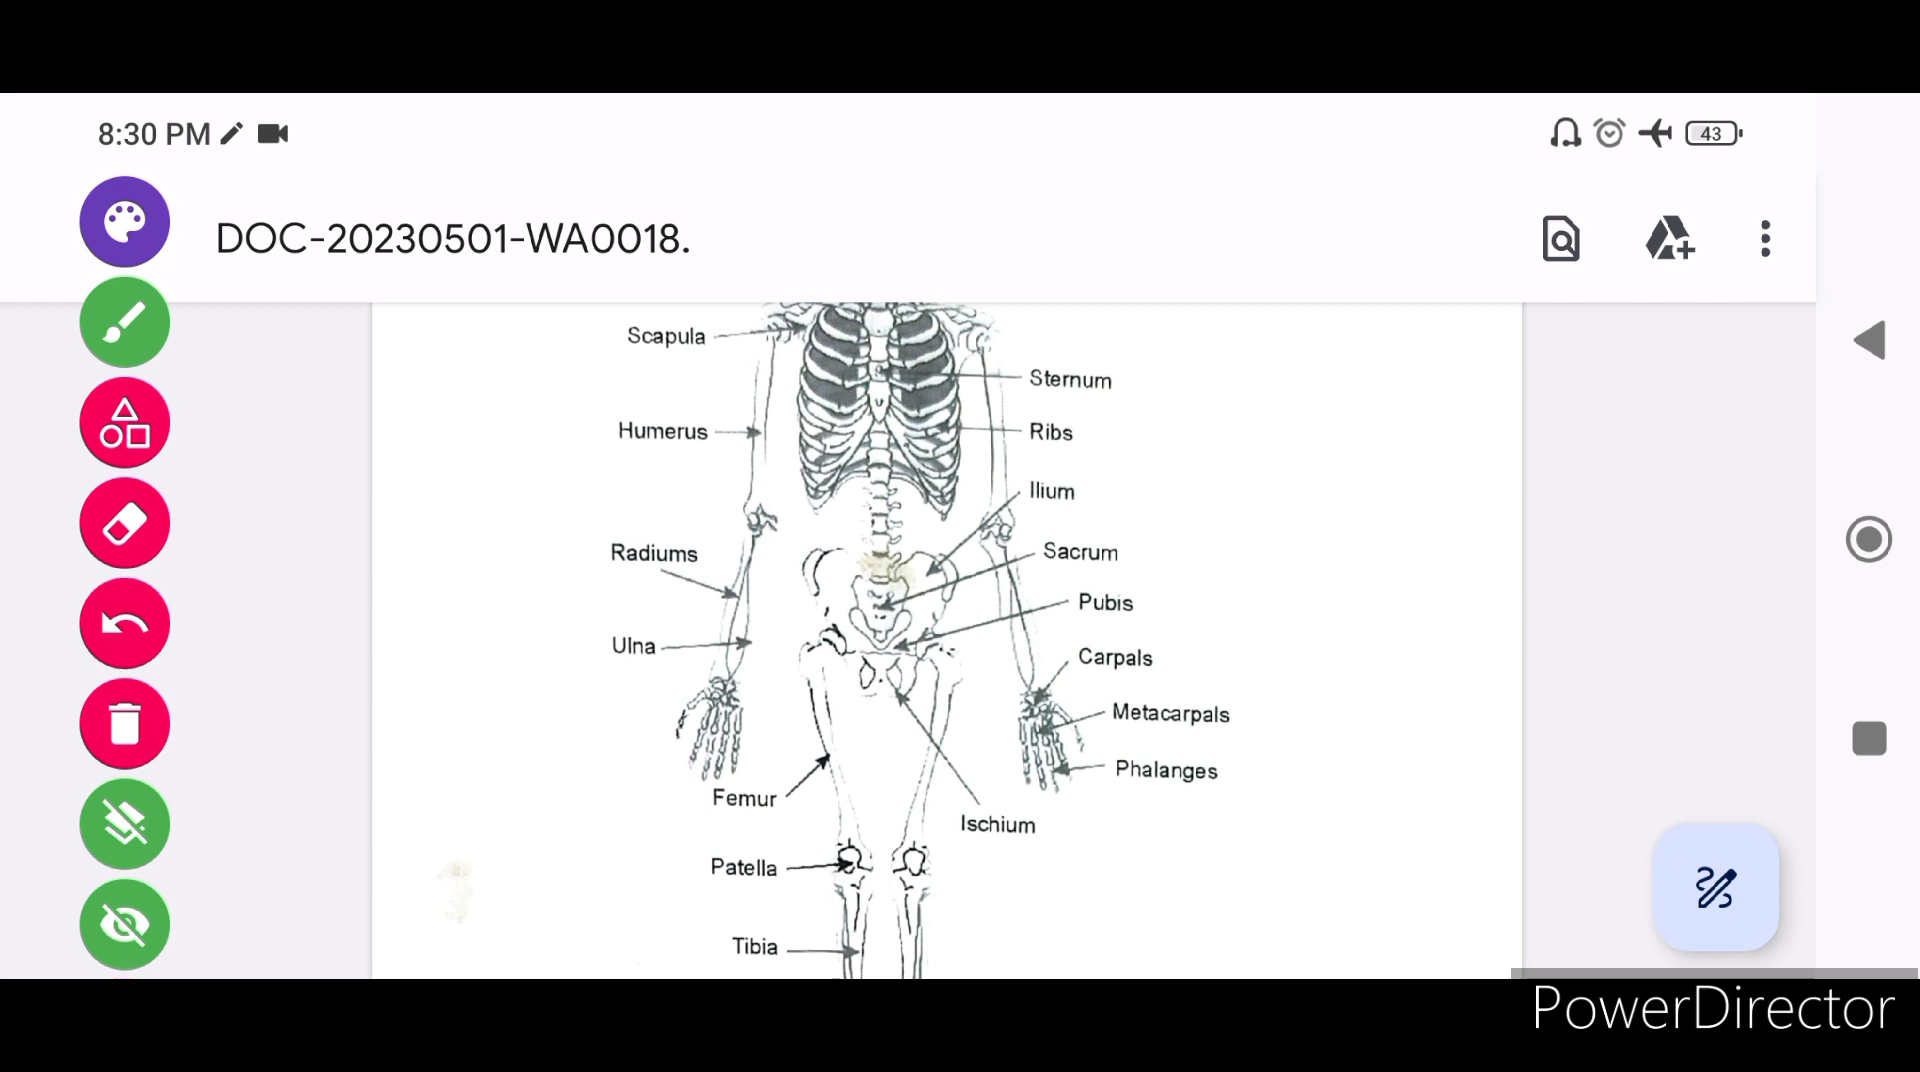 8:30 PM
43
DOC-20230501-WA0018.
Scapula
Sternum
Humerus
Ribs
Ilium
Radiums
Sacrum
Pubis
Ulna
Carpals
Metacarpals
Phalanges
Femur
Ischium
Patella
Tibia
PowerDirector